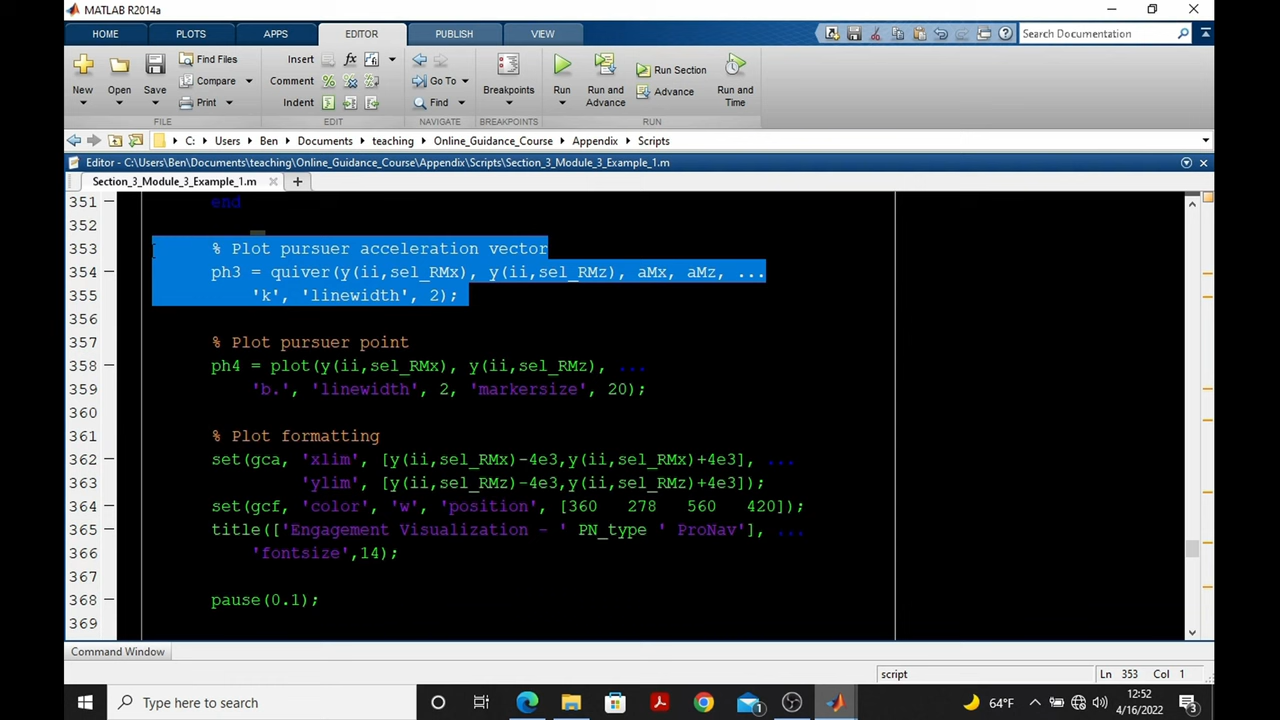 MATLAB R2014a
HOME PLOTS APPS EDITOR PUBLISH VIEW Search Documentation
New Open Save Find Files Compare Print Insert Comment Indent fx Go To Find Breakpoints Run Run and Advance Run Section Advance Run and Time
FILE EDIT NAVIGATE BREAKPOINTS RUN
C: Users Ben Documents teaching Online_Guidance_Course Appendix Scripts
Editor - C:\Users\Ben\Documents\teaching\Online_Guidance_Course\Appendix\Scripts\Section_3_Module_3_Example_1.m
Section_3_Module_3_Example_1.m
351 end
352
353 % Plot pursuer acceleration vector
354 ph3 = quiver(y(ii,sel_RMx), y(ii,sel_RMz), aMx, aMz, ...
355 'k', 'linewidth', 2);
356
357 % Plot pursuer point
358 ph4 = plot(y(ii,sel_RMx), y(ii,sel_RMz), ...
359 'b.', 'linewidth', 2, 'markersize', 20);
360
361 % Plot formatting
362 set(gca, 'xlim', [y(ii,sel_RMx)-4e3,y(ii,sel_RMx)+4e3], ...
363 'ylim', [y(ii,sel_RMz)-4e3,y(ii,sel_RMz)+4e3]);
364 set(gcf, 'color', 'w', 'position', [360 278 560 420]);
365 title(['Engagement Visualization - ' PN_type ' ProNav'], ...
366 'fontsize',14);
367
368 pause(0.1);
369
Command Window
script Ln 353 Col 1
Type here to search 1 64°F 12:52
4/16/2022 3